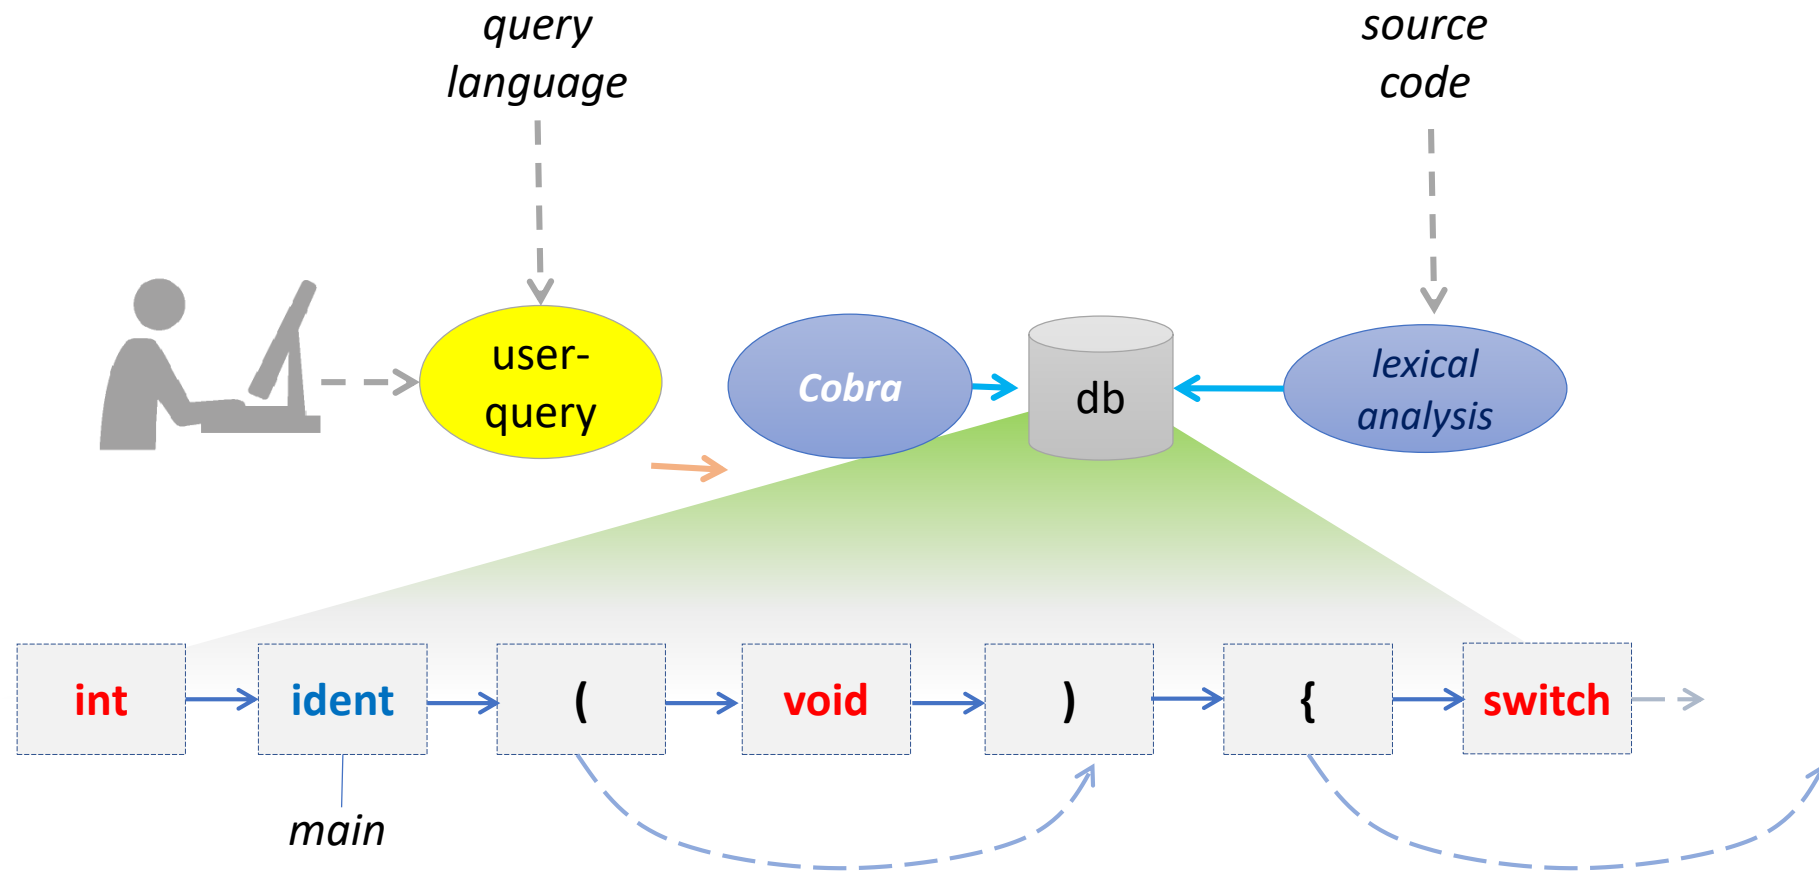 query
language
source
code
user-
query
Cobra
db
lexical
analysis
int
ident
(
void
)
{
switch
main